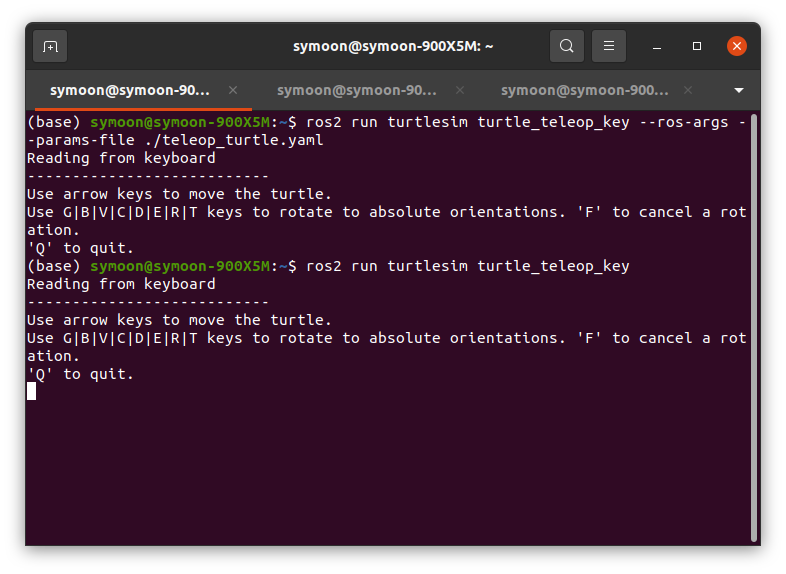 symoon@symoon-900X5M: ~
symoon@symoon-90...
symoon@symoon-90...
symoon@symoon-900...
(base) symoon@symoon-900X5M:~$ ros2 run turtlesim turtle_teleop_key --ros-args -
-params-file ./teleop_turtle.yaml
Reading from keyboard
---------------------------
Use arrow keys to move the turtle.
Use G|B|V|C|D|E|R|T keys to rotate to absolute orientations. 'F' to cancel a rot
ation.
'Q' to quit.
(base) symoon@symoon-900X5M:~$ ros2 run turtlesim turtle_teleop_key
Reading from keyboard
---------------------------
Use arrow keys to move the turtle.
Use G|B|V|C|D|E|R|T keys to rotate to absolute orientations. 'F' to cancel a rot
ation.
'Q' to quit.